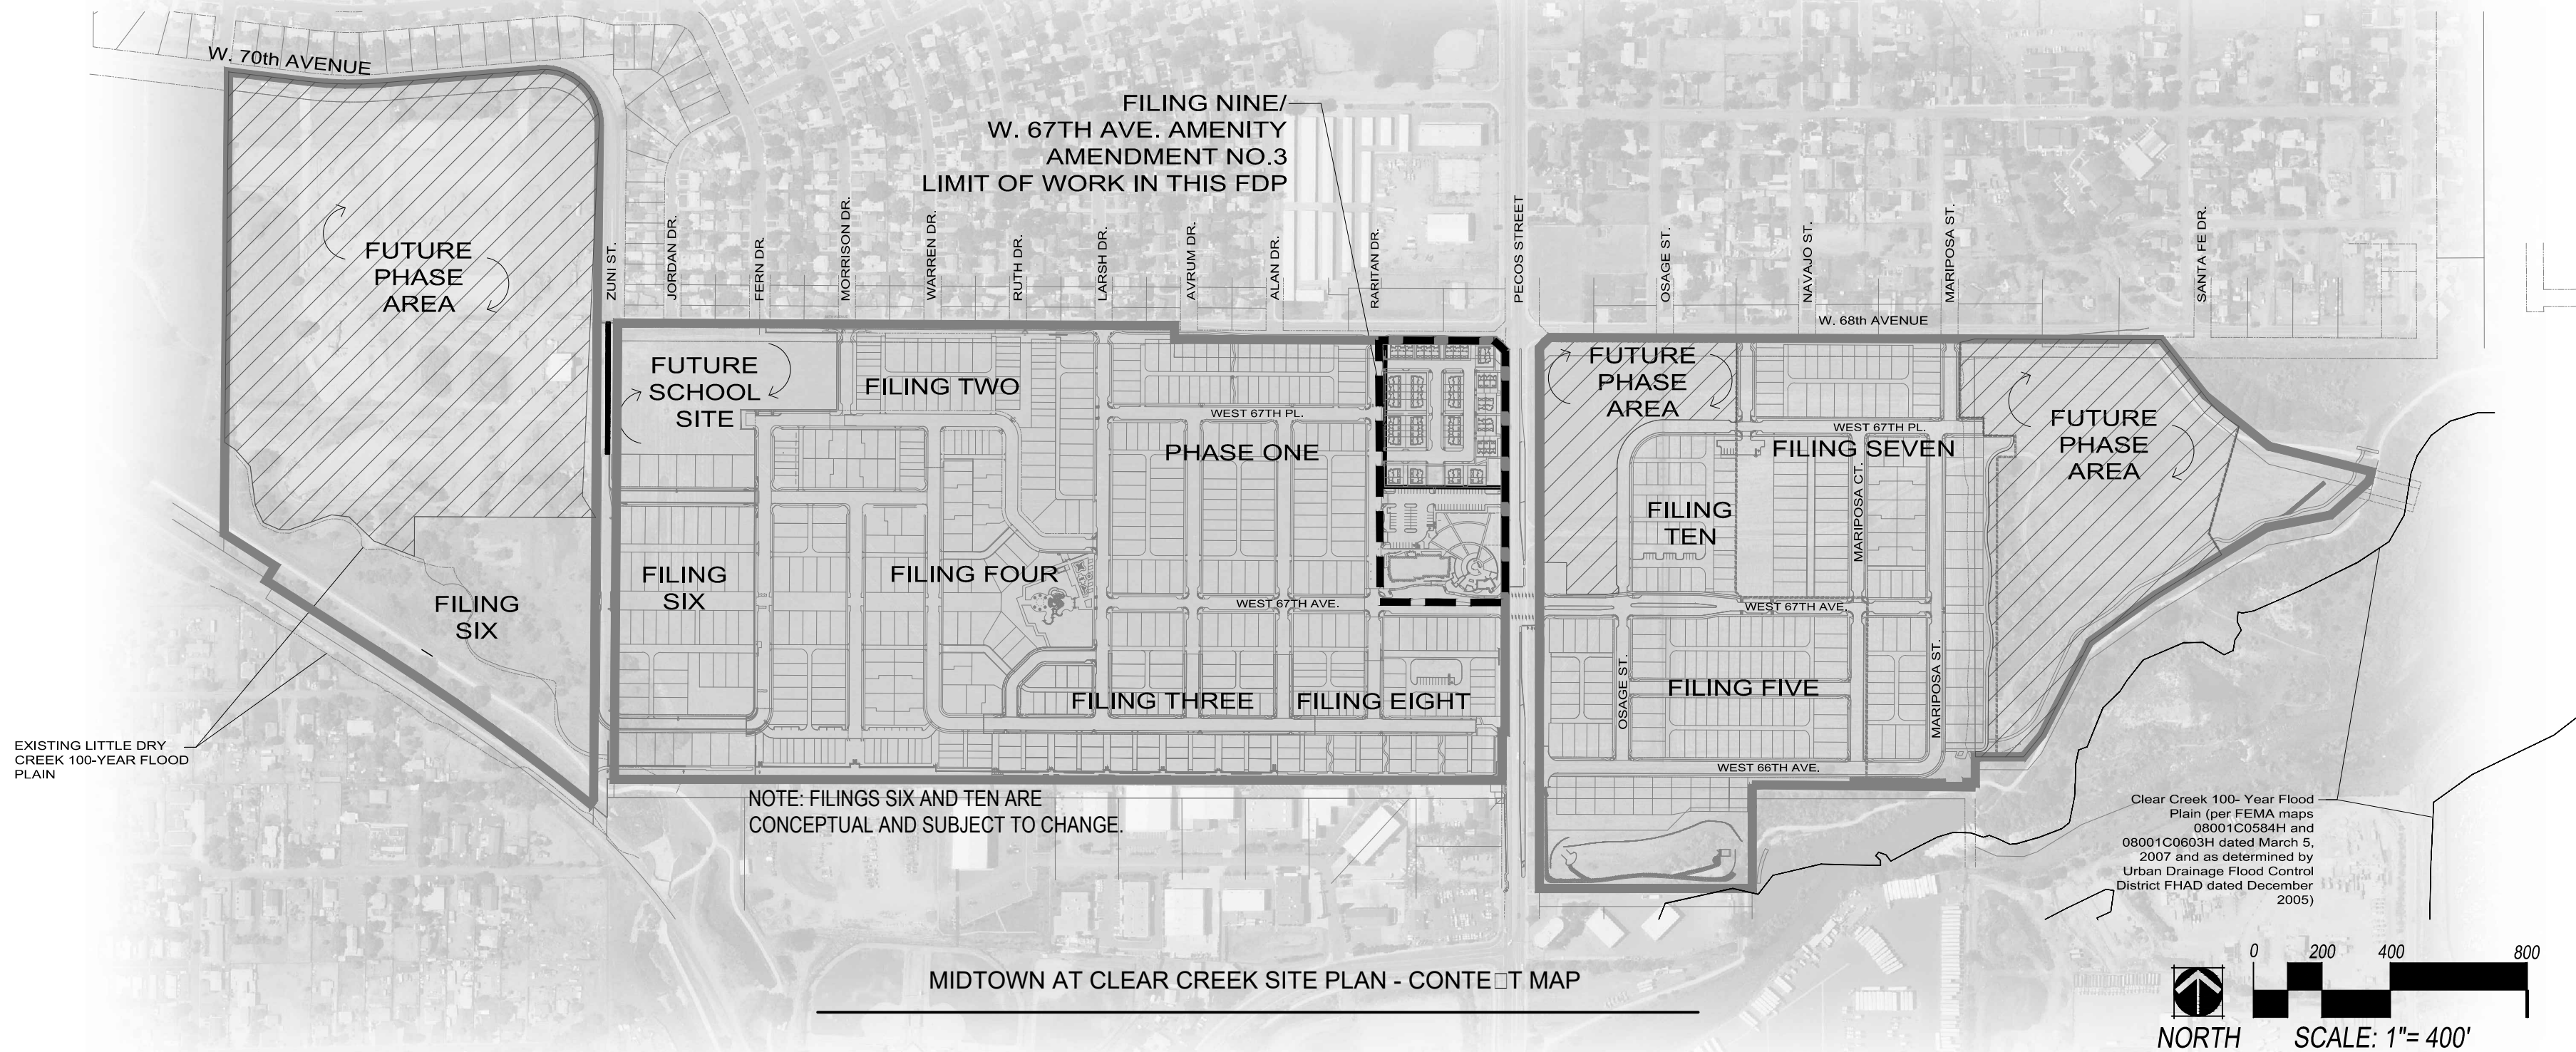 W. 70th AVENUE
FILING NINE/
W. 67TH AVE. AMENITY
AMENDMENT NO.3
LIMIT OF WORK IN THIS FDP
FUTURE
PHASE
AREA
ZUNI ST.
JORDAN DR.
FERN DR.
MORRISON DR.
WARREN DR.
RUTH DR.
LARSH DR.
AVRUM DR.
ALAN DR.
RARITAN DR.
PECOS STREET
OSAGE ST.
NAVAJO ST.
MARIPOSA ST.
SANTA FE DR.
W. 68th AVENUE
FUTURE
SCHOOL
SITE
FILING TWO
WEST 67TH PL.
PHASE ONE
FUTURE
PHASE
AREA
WEST 67TH PL.
FILING SEVEN
FUTURE
PHASE
AREA
FILING
TEN
MARIPOSA CT.
FILING
SIX
FILING
SIX
FILING FOUR
WEST 67TH AVE.
WEST 67TH AVE.
FILING THREE
FILING EIGHT
OSAGE ST.
FILING FIVE
MARIPOSA ST.
WEST 66TH AVE.
EXISTING LITTLE DRY
CREEK 100-YEAR FLOOD
PLAIN
NOTE: FILINGS SIX AND TEN ARE
CONCEPTUAL AND SUBJECT TO CHANGE.
Clear Creek 100- Year Flood
Plain (per FEMA maps
08001C0584H and
08001C0603H dated March 5,
2007 and as determined by
Urban Drainage Flood Control
District FHAD dated December
2005)
MIDTOWN AT CLEAR CREEK SITE PLAN - CONTE□T MAP
0 200 400 800
NORTH
SCALE: 1"= 400'